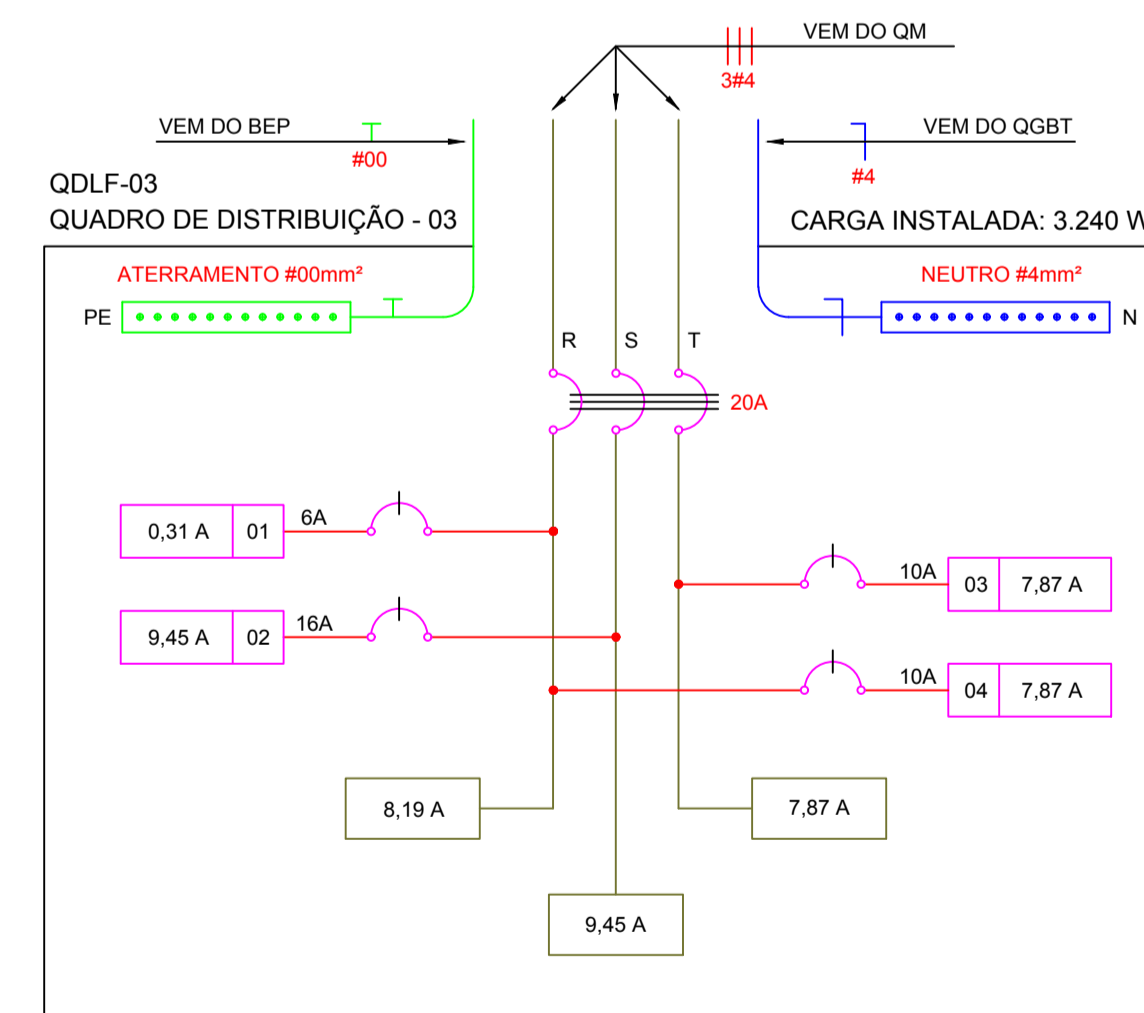 VEM DO QM
3#4
VEM DO BEP
#00
VEM DO QGBT
#4
QDLF-03
QUADRO DE DISTRIBUIÇÃO - 03
CARGA INSTALADA: 3.240 W
ATERRAMENTO #00mm²
NEUTRO #4mm²
PE
N
R
S
T
20A
0,31 A
01
6A
10A
03
7,87 A
9,45 A
02
16A
10A
04
7,87 A
8,19 A
7,87 A
9,45 A